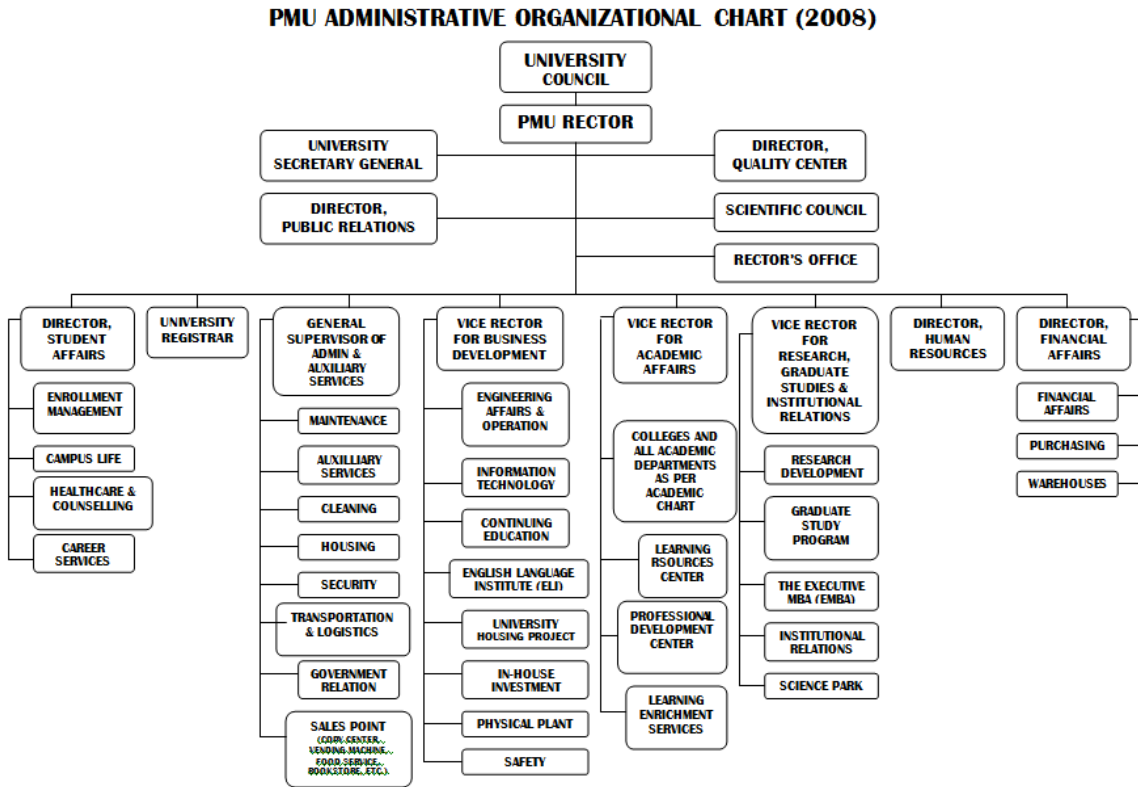 PMU ADMINISTRATIVE ORGANIZATIONAL CHART (2008)
UNIVERSITY
COUNCIL
PMU RECTOR
UNIVERSITY
SECRETARY GENERAL
DIRECTOR,
QUALITY CENTER
DIRECTOR,
PUBLIC RELATIONS
SCIENTIFIC COUNCIL
RECTOR'S OFFICE
DIRECTOR,
STUDENT
AFFAIRS
ENROLLMENT
MANAGEMENT
CAMPUS LIFE
HEALTHCARE &
COUNSELLING
CAREER
SERVICES
UNIVERSITY
REGISTRAR
GENERAL
SUPERVISOR OF
ADMIN &
AUXILIARY
SERVICES
MAINTENANCE
AUXILLIARY
SERVICES
CLEANING
HOUSING
SECURITY
TRANSPORTATION
& LOGISTICS
GOVERNMENT
RELATION
SALES POINT
(COPY CENTER,
VENDING MACHINE,
FOOD SERVICE,
BOOKSTORE, ETC.)
VICE RECTOR
FOR BUSINESS
DEVELOPMENT
ENGINEERING
AFFAIRS &
OPERATION
INFORMATION
TECHNOLOGY
CONTINUING
EDUCATION
ENGLISH LANGUAGE
INSTITUTE (ELI)
UNIVERSITY
HOUSING PROJECT
IN-HOUSE
INVESTMENT
PHYSICAL PLANT
SAFETY
VICE RECTOR
FOR
ACADEMIC
AFFAIRS
COLLEGES AND
ALL ACADEMIC
DEPARTMENTS
AS PER
ACADEMIC
CHART
LEARNING
RSOURCES
CENTER
PROFESSIONAL
DEVELOPMENT
CENTER
LEARNING
ENRICHMENT
SERVICES
VICE RECTOR
FOR
RESEARCH,
GRADUATE
STUDIES &
INSTITUTIONAL
RELATIONS
RESEARCH
DEVELOPMENT
GRADUATE
STUDY
PROGRAM
THE EXECUTIVE
MBA (EMBA)
INSTITUTIONAL
RELATIONS
SCIENCE PARK
DIRECTOR,
HUMAN
RESOURCES
DIRECTOR,
FINANCIAL
AFFAIRS
FINANCIAL
AFFAIRS
PURCHASING
WAREHOUSES